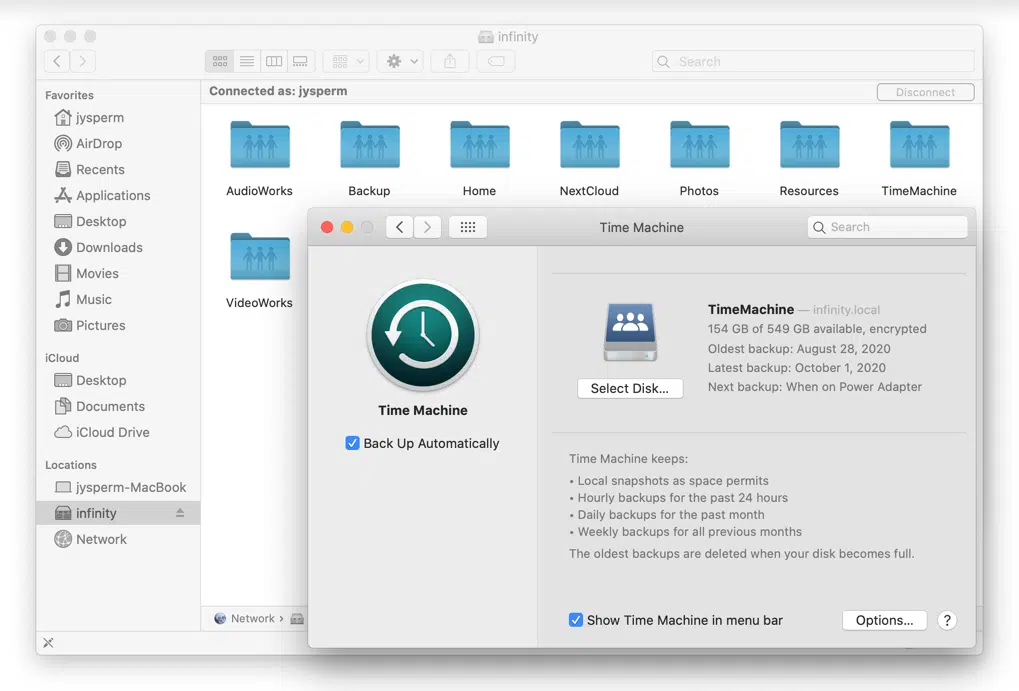 infinity
Search
Favorites
jysperm
AirDrop
Recents
Applications
Desktop
Downloads
Movies
Music
Pictures
iCloud
Desktop
Documents
iCloud Drive
Locations
jysperm-MacBook
infinity
Network
Connected as: jysperm
Disconnect
AudioWorks
Backup
Home
NextCloud
Photos
Resources
TimeMachine
VideoWorks
Network ›
Time Machine
Search
Time Machine
Back Up Automatically
Select Disk...
TimeMachine — infinity.local
154 GB of 549 GB available, encrypted
Oldest backup: August 28, 2020
Latest backup: October 1, 2020
Next backup: When on Power Adapter
Time Machine keeps:
• Local snapshots as space permits
• Hourly backups for the past 24 hours
• Daily backups for the past month
• Weekly backups for all previous months
The oldest backups are deleted when your disk becomes full.
Show Time Machine in menu bar
Options...
?